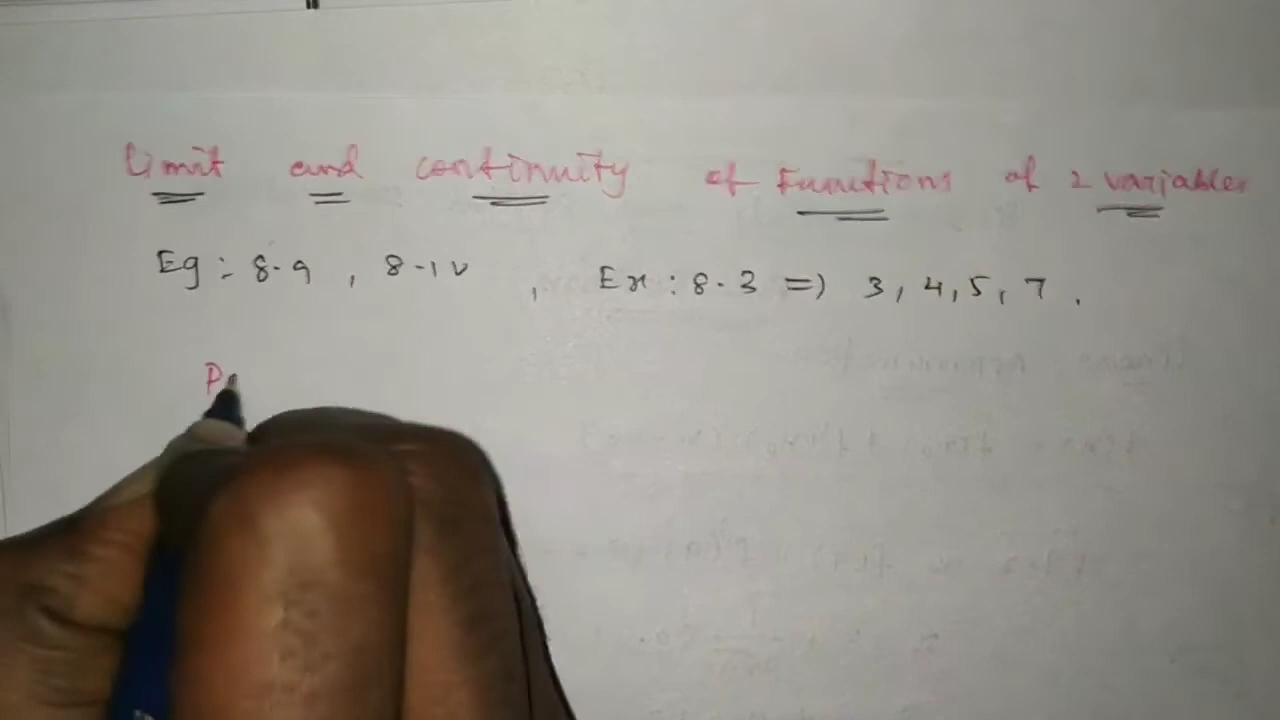 Limit and continuity of Functions of 2 variables
Eg : 8.9 , 8.10 , Ex : 8.3 => 3, 4, 5, 7 .
P